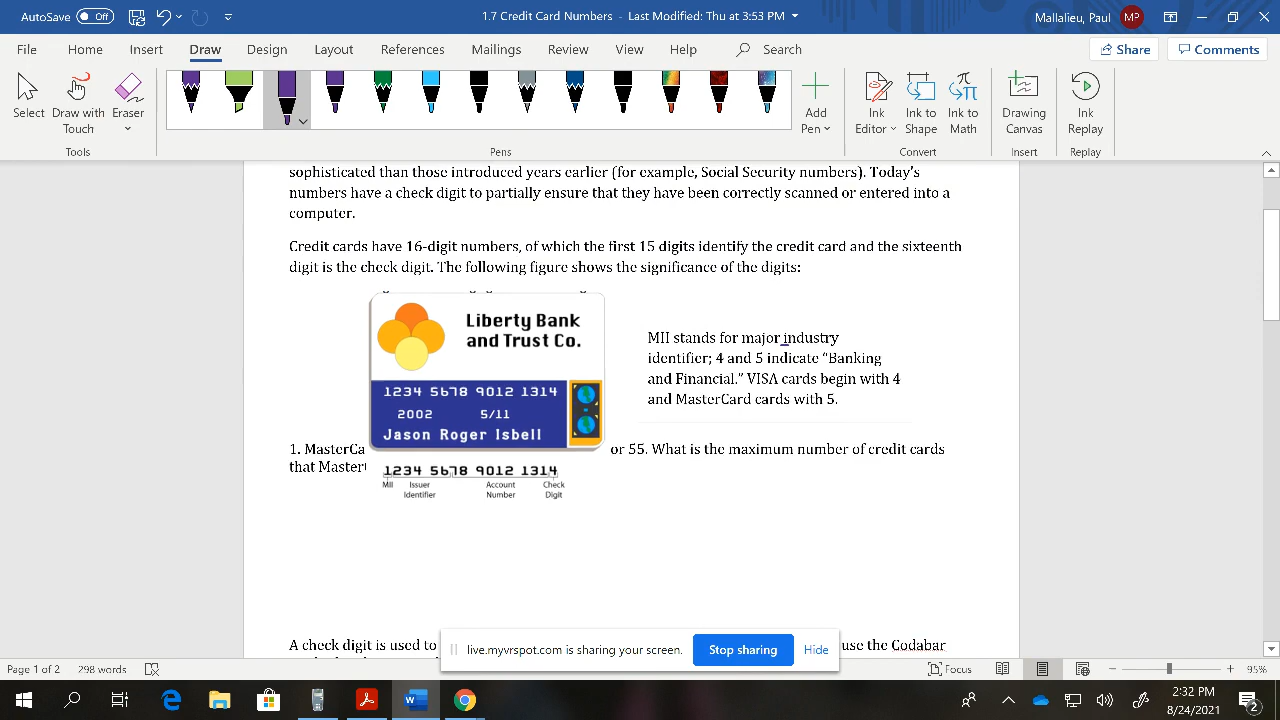 AutoSave Off 1.7 Credit Card Numbers - Last Modified: Thu at 3:53 PM Mallalieu, Paul MP
File Home Insert Draw Design Layout References Mailings Review View Help Search Share Comments
Select Draw with Touch Eraser Add Pen Ink Editor Ink to Shape Ink to Math Drawing Canvas Ink Replay
Tools Pens Convert Insert Replay
sophisticated than those introduced years earlier (for example, Social Security numbers). Today's
numbers have a check digit to partially ensure that they have been correctly scanned or entered into a
computer.
Credit cards have 16-digit numbers, of which the first 15 digits identify the credit card and the sixteenth
digit is the check digit. The following figure shows the significance of the digits:
Liberty Bank
and Trust Co.
1234 5678 9012 1314
2002 5/11
Jason Roger Isbell
MII stands for major industry
identifier; 4 and 5 indicate “Banking
and Financial.” VISA cards begin with 4
and MasterCard cards with 5.
1. MasterCa or 55. What is the maximum number of credit cards
that Master
1234 5678 9012 1314
MII Issuer Identifier Account Number Check Digit
A check digit is used to use the Codabar
live.myvrspot.com is sharing your screen. Stop sharing Hide
Page 1 of 2 298 words Focus 95%
2:32 PM
8/24/2021
2